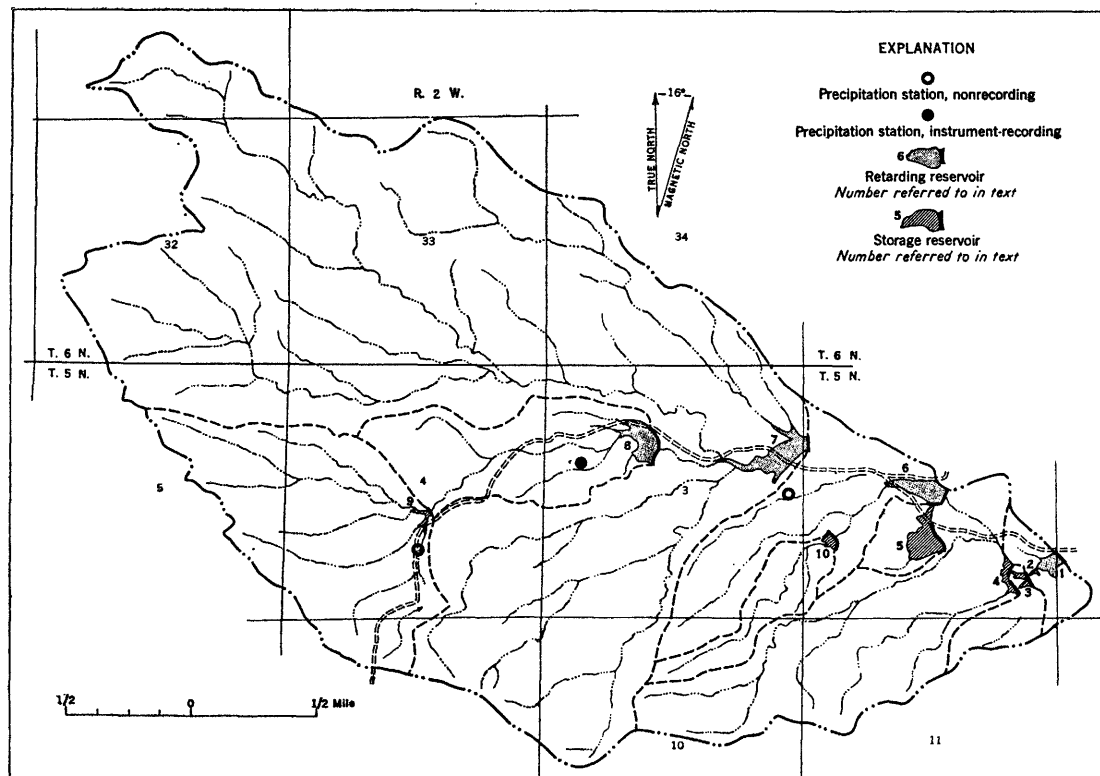 EXPLANATION
Precipitation station, nonrecording
Precipitation station, instrument-recording
6
Retarding reservoir
Number referred to in text
5
Storage reservoir
Number referred to in text
R. 2 W.
16°
TRUE NORTH
MAGNETIC NORTH
32
33
34
T. 6 N.
T. 5 N.
T. 6 N.
T. 5 N.
5
4
3
8
7
6
9
5
10
4
2
3
1
1/2
0
1/2 Mile
10
11